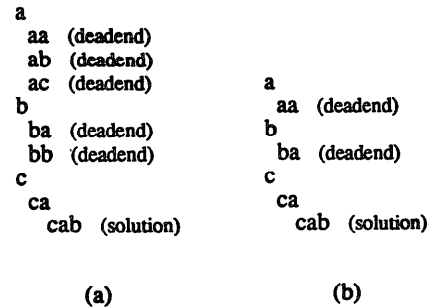 a
aa (deadend)
ab (deadend)
ac (deadend)
b
ba (deadend)
bb (deadend)
c
ca
cab (solution)
(a)
a
aa (deadend)
b
ba (deadend)
c
ca
cab (solution)
(b)